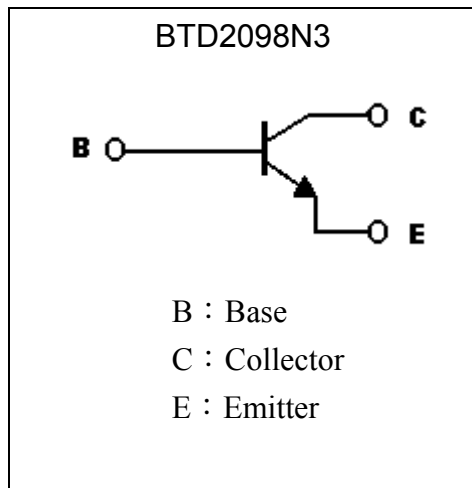 BTD2098N3
C
B
E
B：Base
C：Collector
E：Emitter